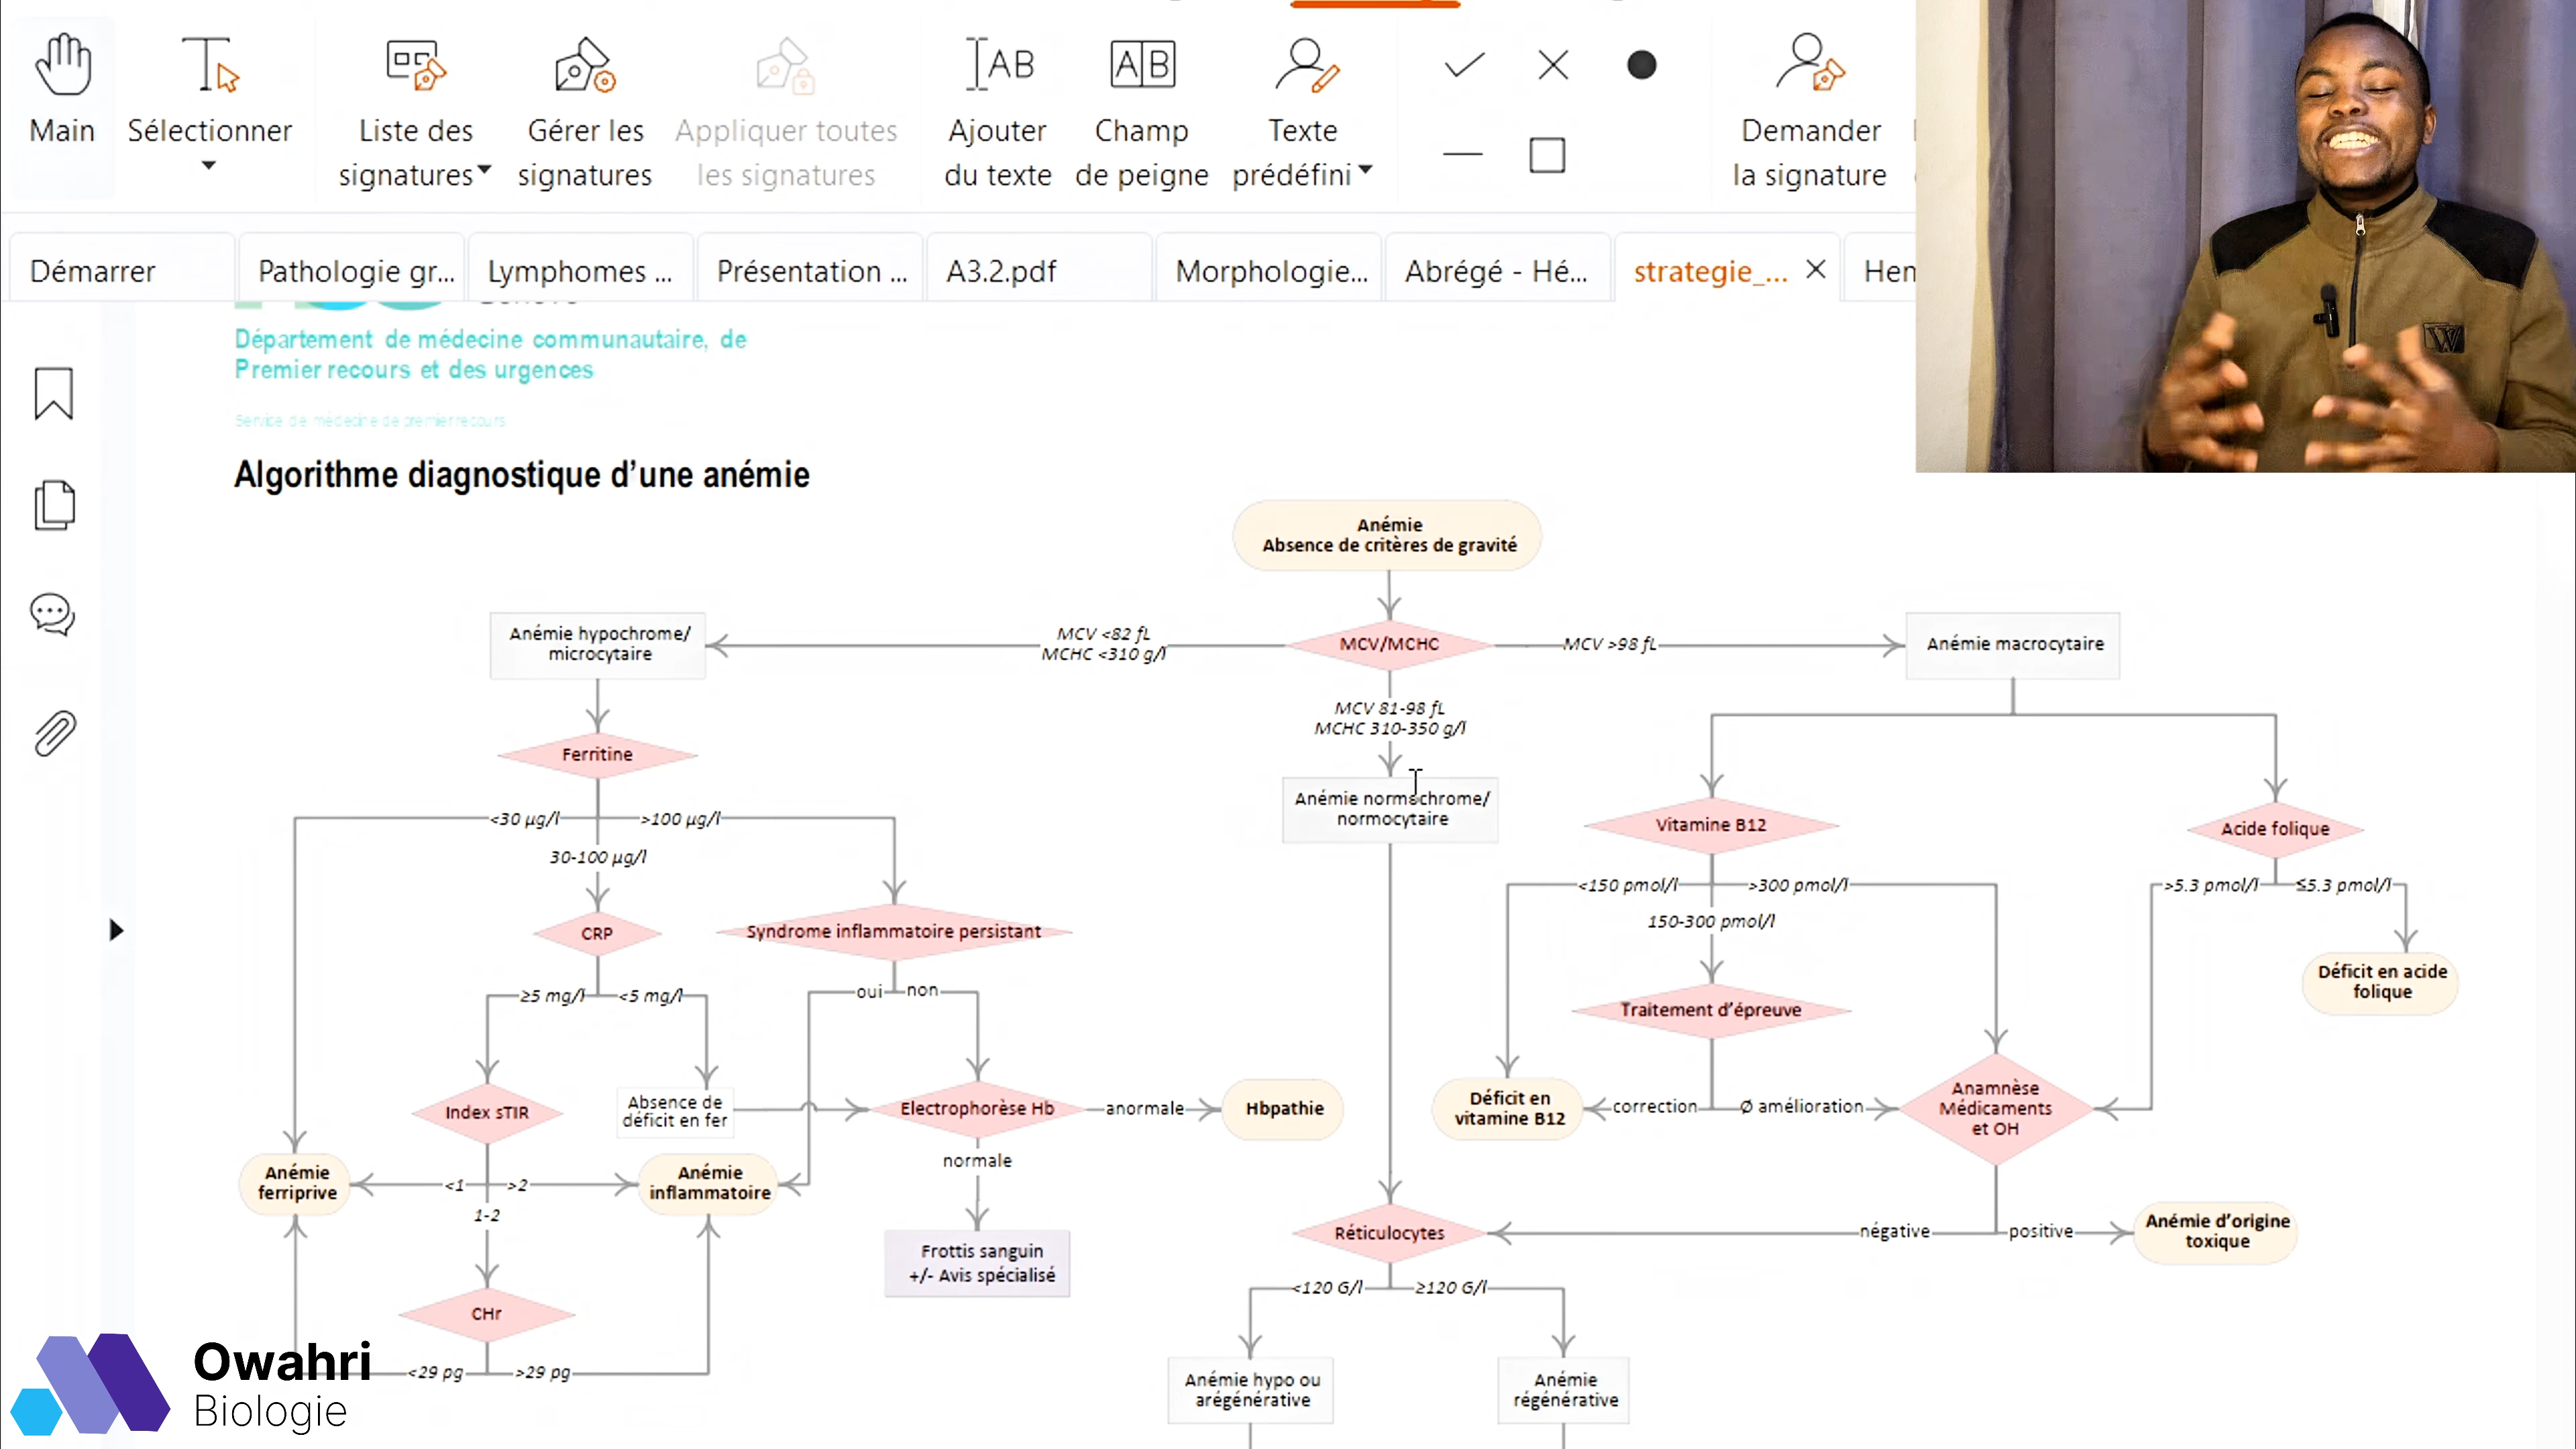 Main
Sélectionner
Liste des
signatures
Gérer les
signatures
Appliquer toutes
les signatures
AB
Ajouter
du texte
AB
Champ
de peigne
Texte
prédéfini
Demander
la signature
Démarrer
Pathologie gr...
Lymphomes ...
Présentation ...
A3.2.pdf
Morphologie...
Abrégé - Hé...
strategie_...
Hen
Département de médecine communautaire, de
Premier recours et des urgences
Service de médecine de premier recours
Algorithme diagnostique d’une anémie
Anémie
Absence de critères de gravité
Anémie hypochrome/
microcytaire
MCV <82 fL
MCHC <310 g/l
MCV/MCHC
MCV >98 fL
Anémie macrocytaire
MCV 81-98 fL
MCHC 310-350 g/l
Ferritine
Anémie normochrome/
normocytaire
Vitamine B12
Acide folique
<30 µg/l
>100 µg/l
30-100 µg/l
<150 pmol/l
>300 pmol/l
150-300 pmol/l
>5.3 pmol/l
≤5.3 pmol/l
CRP
Syndrome inflammatoire persistant
Déficit en acide
folique
≥5 mg/l
<5 mg/l
oui
non
Traitement d’épreuve
Index sTIR
Absence de
déficit en fer
Electrophorèse Hb
anormale
Hbpathie
Déficit en
vitamine B12
correction
Ø amélioration
Anamnèse
Médicaments
et OH
normale
Anémie
ferriprive
<1
>2
1-2
Anémie
inflammatoire
Frottis sanguin
+/- Avis spécialisé
Réticulocytes
négative
positive
Anémie d’origine
toxique
<120 G/l
≥120 G/l
CHr
<29 pg
>29 pg
Anémie hypo ou
arégénérative
Anémie
régénérative
Owahri
Biologie
W